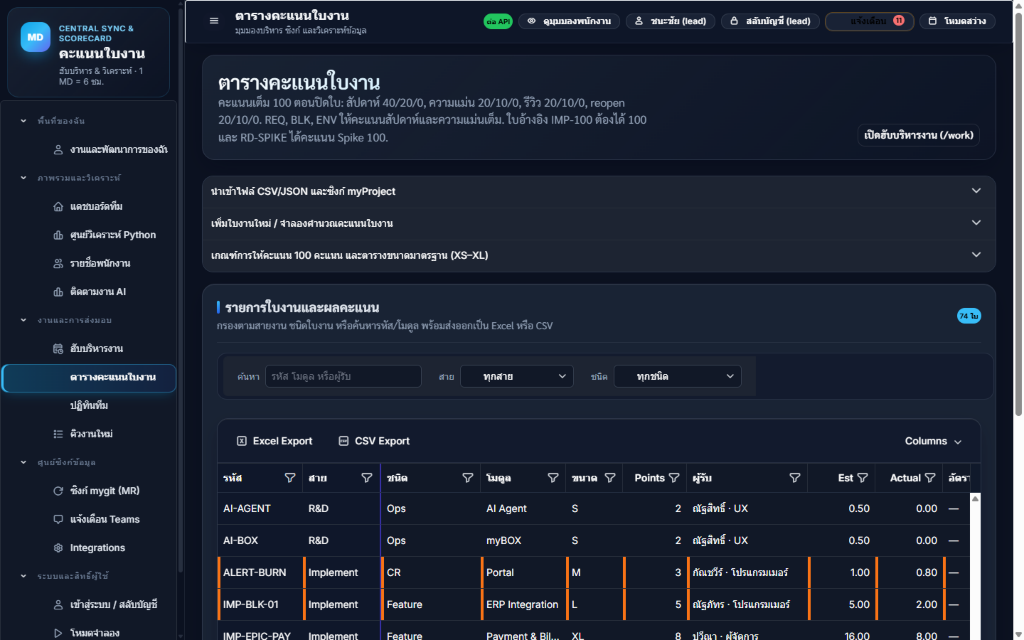 MD
CENTRAL SYNC &
SCORECARD
คะแนนใบงาน
ฮับบริหาร & วิเคราะห์ · 1
MD = 6 ชม.
พื้นที่ของฉัน
งานและพัฒนาการของฉัน
ภาพรวมและวิเคราะห์
แดชบอร์ดทีม
ศูนย์วิเคราะห์ Python
รายชื่อพนักงาน
ติดตามงาน AI
งานและการส่งมอบ
ฮับบริหารงาน
ตารางคะแนนใบงาน
ปฏิทินทีม
คิวงานใหม่
ศูนย์ซิงก์ข้อมูล
ซิงก์ mygit (MR)
แจ้งเตือน Teams
Integrations
ระบบและสิทธิ์ผู้ใช้
เข้าสู่ระบบ / สลับบัญชี
โหมดจำลอง
ตารางคะแนนใบงาน
มุมมองบริหาร ซิงก์ และวิเคราะห์ข้อมูล
ต่อ API
ดูมุมมองพนักงาน
ชนะชัย (lead)
สลับบัญชี (lead)
แจ้งเตือน 11
โหมดสว่าง
ตารางคะแนนใบงาน
คะแนนเต็ม 100 ตอนปิดใบ: สัปดาห์ 40/20/0, ความแม่น 20/10/0, รีวิว 20/10/0, reopen
20/10/0. REQ, BLK, ENV ให้คะแนนสัปดาห์และความแม่นเต็ม. ใบอ้างอิง IMP-100 ต้องได้ 100
และ RD-SPIKE ได้คะแนน Spike 100.
เปิดฮับบริหารงาน (/work)
นำเข้าไฟล์ CSV/JSON และซิงก์ myProject
เพิ่มใบงานใหม่ / จำลองคำนวณคะแนนใบงาน
เกณฑ์การให้คะแนน 100 คะแนน และตารางขนาดมาตรฐาน (XS–XL)
รายการใบงานและผลคะแนน
กรองตามสายงาน ชนิดใบงาน หรือค้นหารหัส/โมดูล พร้อมส่งออกเป็น Excel หรือ CSV
74 ใบ
ค้นหา รหัส โมดูล หรือผู้รับ สาย ทุกสาย ชนิด ทุกชนิด
Excel Export CSV Export Columns
รหัส สาย ชนิด โมดูล ขนาด Points ผู้รับ Est Actual อัตรา
AI-AGENT R&D Ops AI Agent S 2 ณัฐสิทธิ์ · UX 0.50 0.00 —
AI-BOX R&D Ops myBOX S 2 ณัฐสิทธิ์ · UX 0.50 0.00 —
ALERT-BURN Implement CR Portal M 3 กัณชวีร์ · โปรแกรมเมอร์ 1.00 0.80 —
IMP-BLK-01 Implement Feature ERP Integration L 5 ณัฐภัทร · โปรแกรมเมอร์ 5.00 2.00 —
IMP-EPIC-PAY Implement Feature Payment & Bil... XL 8 ปวีณา · ผู้จัดการ 16.00 8.00 —